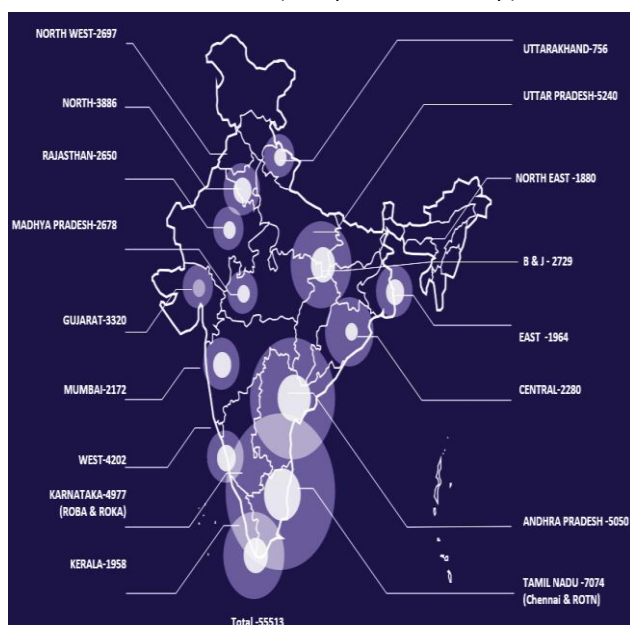 NORTH WEST-2697
NORTH-3886
RAJASTHAN-2650
MADHYA PRADESH-2678
GUJARAT-3320
MUMBAI-2172
WEST-4202
KARNATAKA-4977
(ROBA & ROKA)
KERALA-1958
UTTARAKHAND-756
UTTAR PRADESH-5240
NORTH EAST -1880
B & J - 2729
EAST -1964
CENTRAL-2280
ANDHRA PRADESH -5050
TAMIL NADU -7074
(Chennai & ROTN)
Total -55513